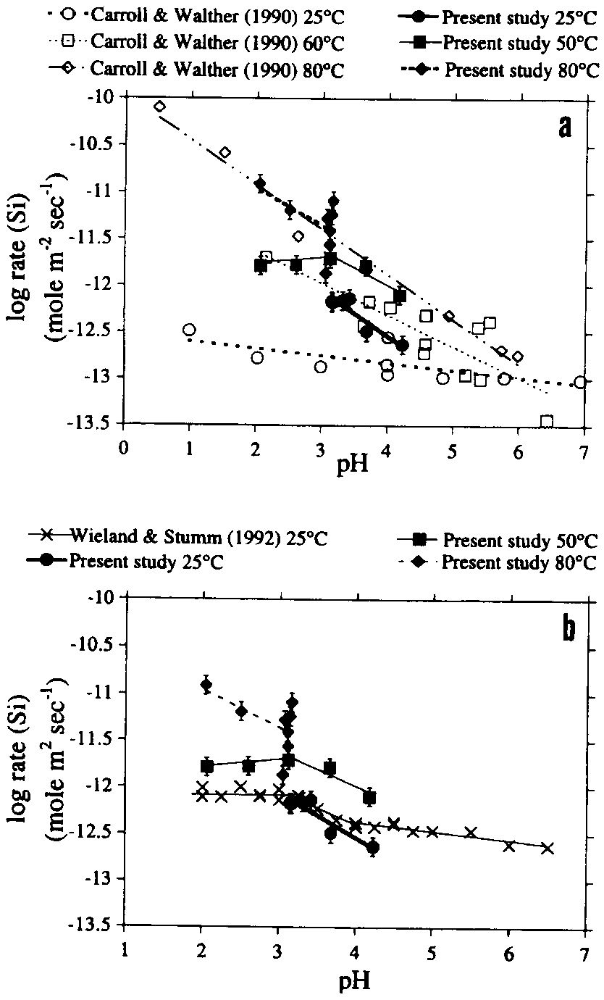 Carroll & Walther (1990) 25°C Present study 25°C
Carroll & Walther (1990) 60°C Present study 50°C
Carroll & Walther (1990) 80°C Present study 80°C
a
log rate (Si)
(mole m-2 sec-1)
-10
-10.5
-11
-11.5
-12
-12.5
-13
-13.5
0 1 2 3 4 5 6 7
pH
Wieland & Stumm (1992) 25°C Present study 50°C
Present study 25°C Present study 80°C
b
log rate (Si)
(mole m2 sec-1)
-10
-10.5
-11
-11.5
-12
-12.5
-13
-13.5
1 2 3 4 5 6 7
pH